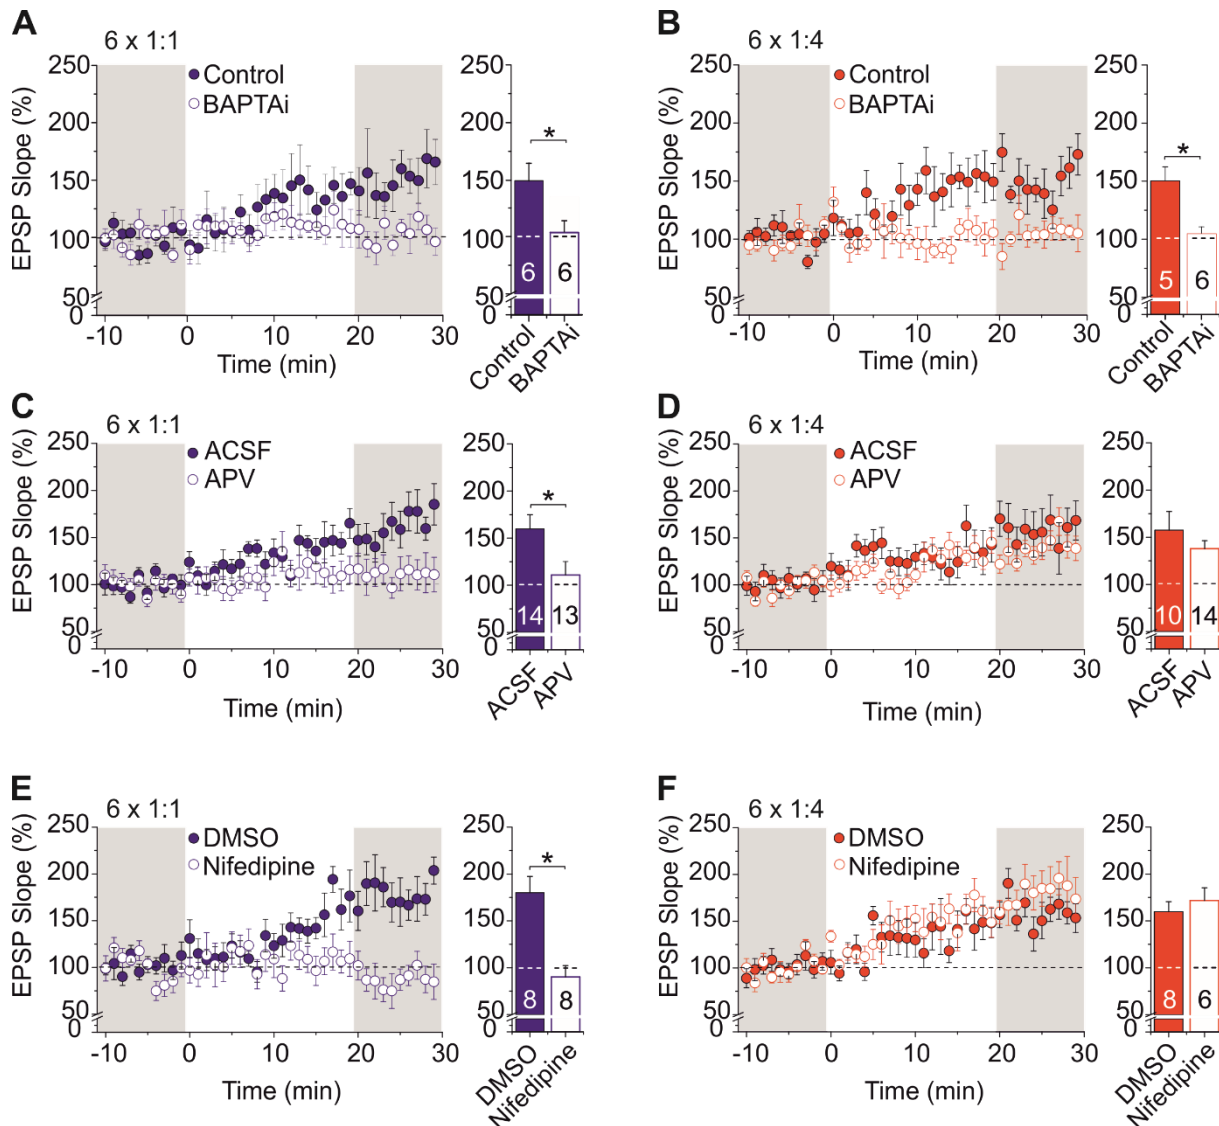 A
6 x 1:1
EPSP Slope (%)
250
200
150
100
50
0
Control
BAPTAi
-10 0 10 20 30
Time (min)
250
200
150
100
50
0
*
6 6
Control
BAPTAi
B
6 x 1:4
EPSP Slope (%)
250
200
150
100
50
0
Control
BAPTAi
-10 0 10 20 30
Time (min)
250
200
150
100
50
0
*
5 6
Control
BAPTAi
C
6 x 1:1
EPSP Slope (%)
250
200
150
100
50
0
ACSF
APV
-10 0 10 20 30
Time (min)
250
200
150
100
50
0
*
14 13
ACSF
APV
D
6 x 1:4
EPSP Slope (%)
250
200
150
100
50
0
ACSF
APV
-10 0 10 20 30
Time (min)
250
200
150
100
50
0
10 14
ACSF
APV
E
6 x 1:1
EPSP Slope (%)
250
200
150
100
50
0
DMSO
Nifedipine
-10 0 10 20 30
Time (min)
250
200
150
100
50
0
*
8 8
DMSO
Nifedipine
F
6 x 1:4
EPSP Slope (%)
250
200
150
100
50
0
DMSO
Nifedipine
-10 0 10 20 30
Time (min)
250
200
150
100
50
0
8 6
DMSO
Nifedipine